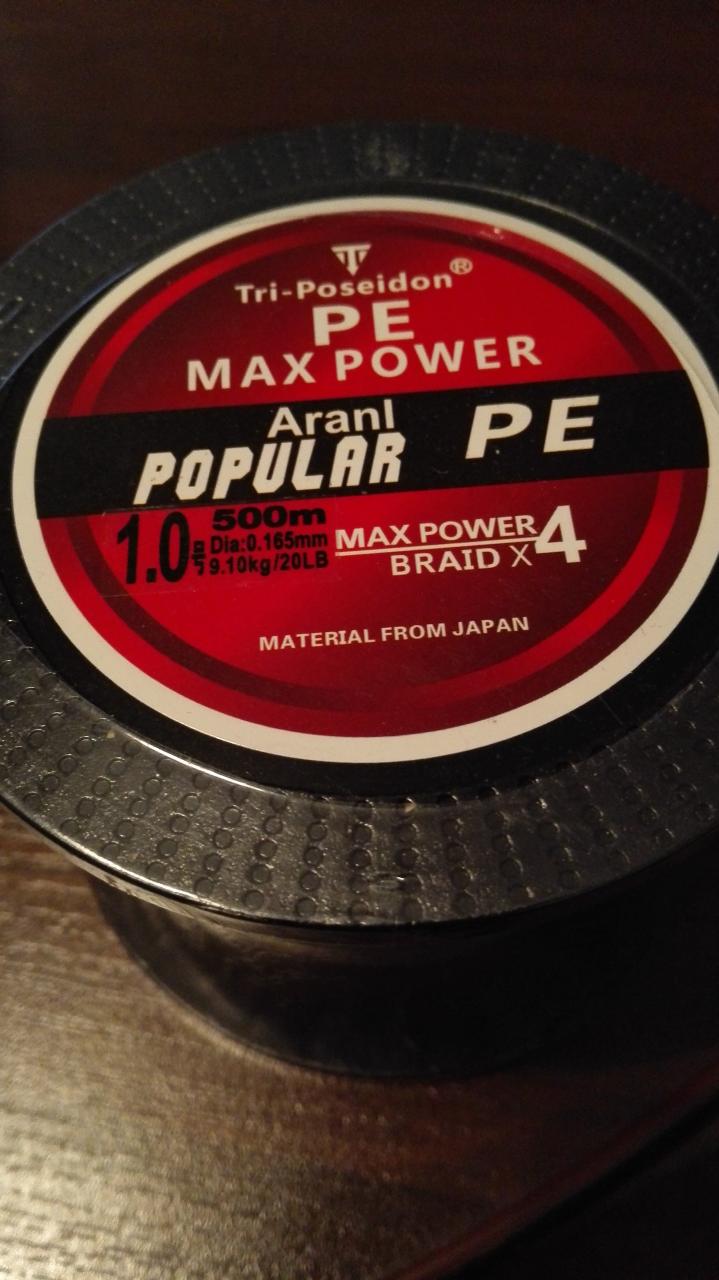 Tri-Poseidon®
PE
MAX POWER
Aranl
POPULAR PE
1.0
500m
Dia:0.165mm
9.10kg/20LB
MAX POWER
BRAID X4
MATERIAL FROM JAPAN